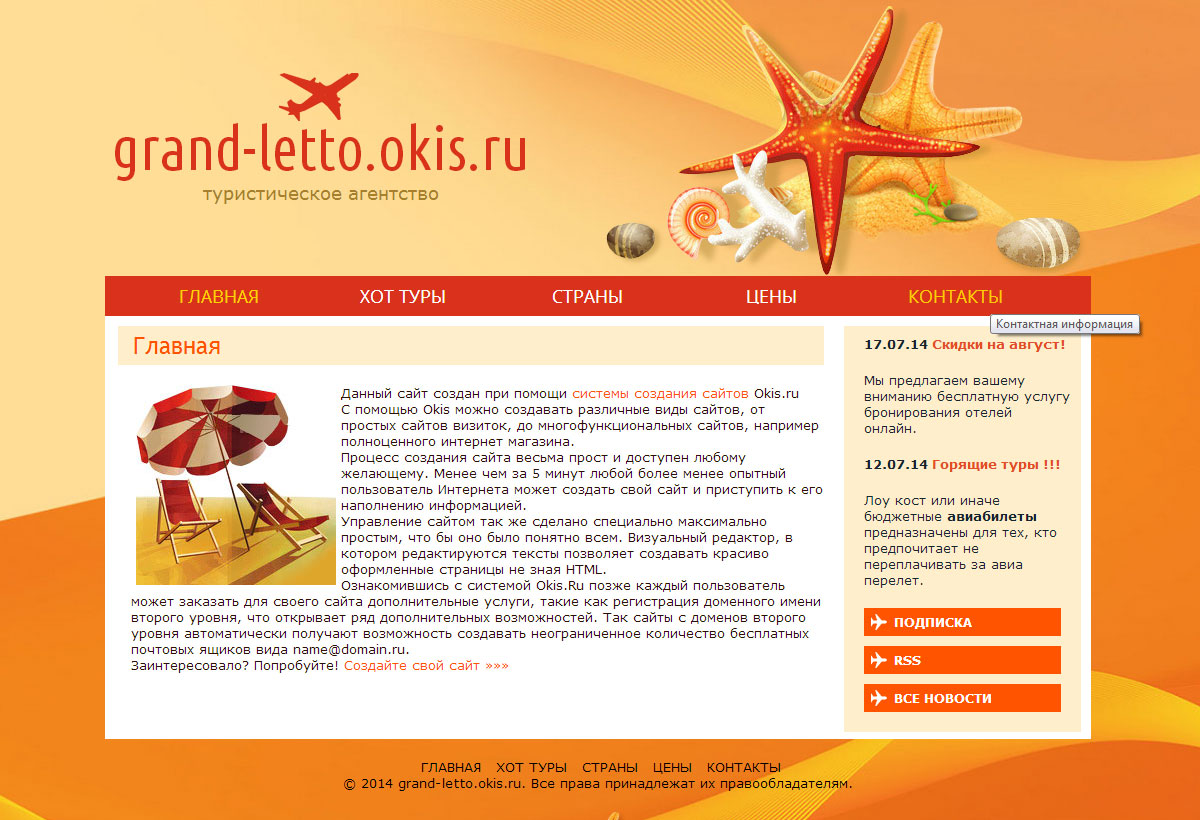 grand-letto.okis.ru
туристическое агентство
ГЛАВНАЯ ХОТ ТУРЫ СТРАНЫ ЦЕНЫ КОНТАКТЫ
Контактная информация
Главная
Данный сайт создан при помощи системы создания сайтов Okis.ru
С помощью Okis можно создавать различные виды сайтов, от
простых сайтов визиток, до многофункциональных сайтов, например
полноценного интернет магазина.
Процесс создания сайта весьма прост и доступен любому
желающему. Менее чем за 5 минут любой более менее опытный
пользователь Интернета может создать свой сайт и приступить к его
наполнению информацией.
Управление сайтом так же сделано специально максимально
простым, что бы оно было понятно всем. Визуальный редактор, в
котором редактируются тексты позволяет создавать красиво
оформленные страницы не зная HTML.
Ознакомившись с системой Okis.Ru позже каждый пользователь
может заказать для своего сайта дополнительные услуги, такие как регистрация доменного имени
второго уровня, что открывает ряд дополнительных возможностей. Так сайты с доменов второго
уровня автоматически получают возможность создавать неограниченное количество бесплатных
почтовых ящиков вида name@domain.ru.
Заинтересовало? Попробуйте! Создайте свой сайт »»»
17.07.14 Скидки на август!
Мы предлагаем вашему
вниманию бесплатную услугу
бронирования отелей
онлайн.
12.07.14 Горящие туры !!!
Лоу кост или иначе
бюджетные авиабилеты
предназначены для тех, кто
предпочитает не
переплачивать за авиа
перелет.
ПОДПИСКА
RSS
ВСЕ НОВОСТИ
ГЛАВНАЯ ХОТ ТУРЫ СТРАНЫ ЦЕНЫ КОНТАКТЫ
© 2014 grand-letto.okis.ru. Все права принадлежат их правообладателям.